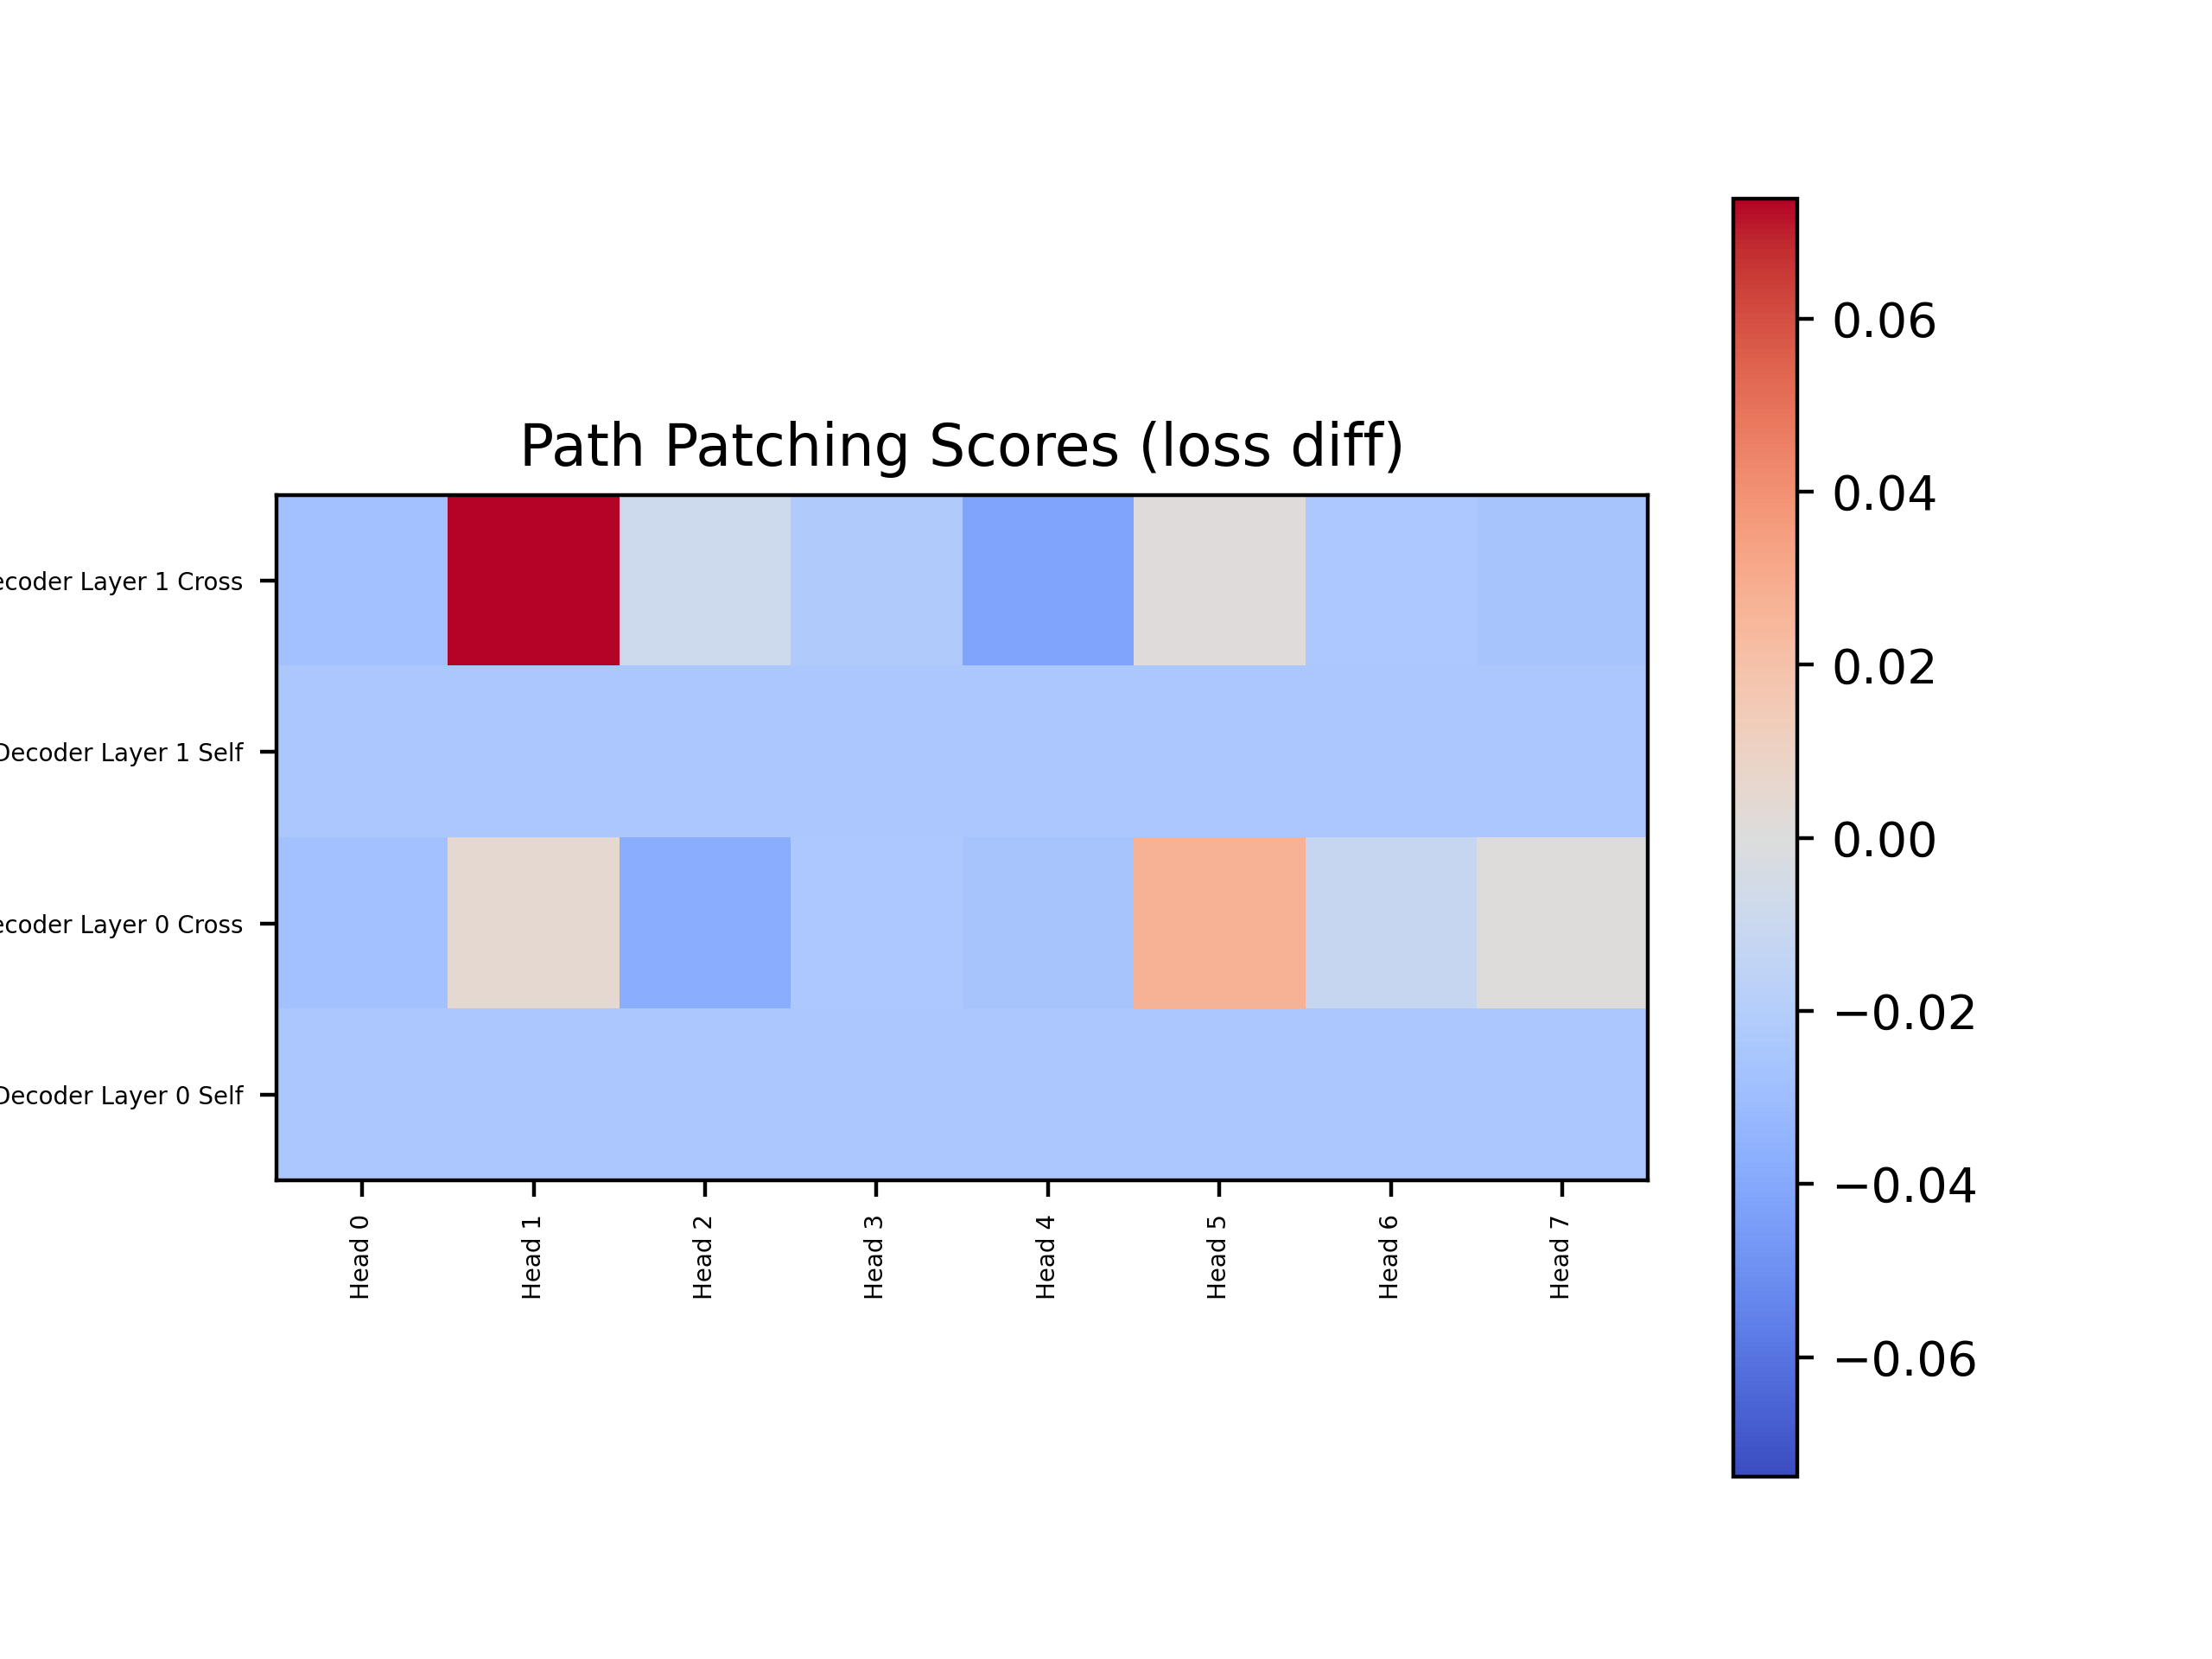 Path Patching Scores (loss diff)
ecoder Layer 1 Cross
Decoder Layer 1 Self
ecoder Layer 0 Cross
Decoder Layer 0 Self
Head 0
Head 1
Head 2
Head 3
Head 4
Head 5
Head 6
Head 7
0.06
0.04
0.02
0.00
−0.02
−0.04
−0.06